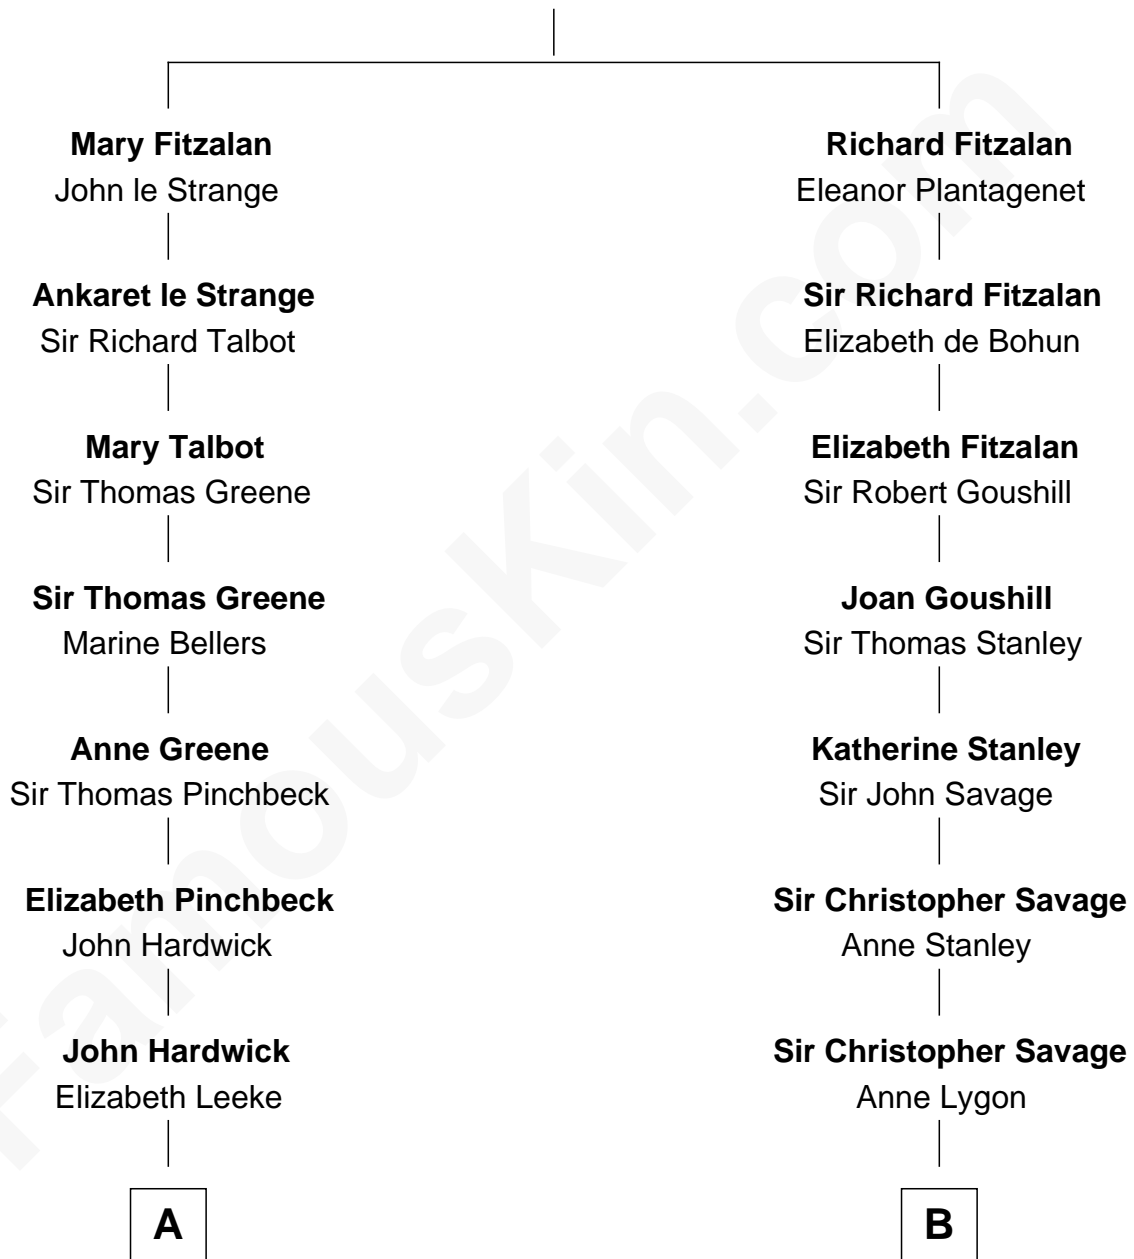 Mary Fitzalan
John le Strange
Ankaret le Strange
Sir Richard Talbot
Mary Talbot
Sir Thomas Greene
Sir Thomas Greene
Marine Bellers
Anne Greene
Sir Thomas Pinchbeck
Elizabeth Pinchbeck
John Hardwick
John Hardwick
Elizabeth Leeke
A
Richard Fitzalan
Eleanor Plantagenet
Sir Richard Fitzalan
Elizabeth de Bohun
Elizabeth Fitzalan
Sir Robert Goushill
Joan Goushill
Sir Thomas Stanley
Katherine Stanley
Sir John Savage
Sir Christopher Savage
Anne Stanley
Sir Christopher Savage
Anne Lygon
B
FamousKin.com